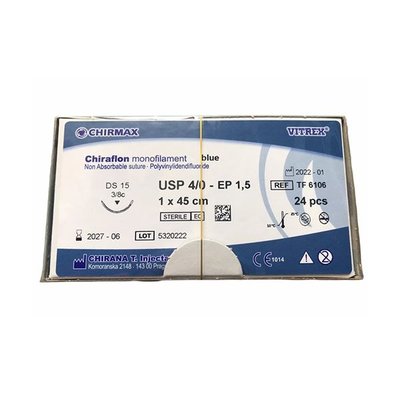 CHIRMAX
VITREX
Chiraflon monofilament blue
Non Absorbable suture - Polyvinylidendifluoride
2022 - 01
DS 15
USP 4/0 - EP 1,5
REF TF 6106
3/8c
1 x 45 cm
24 pcs
STERILE EO
2027 - 06
LOT 5320222
CHIRANA T. Injecta
Komoranska 2148 - 143 00
CE 1014